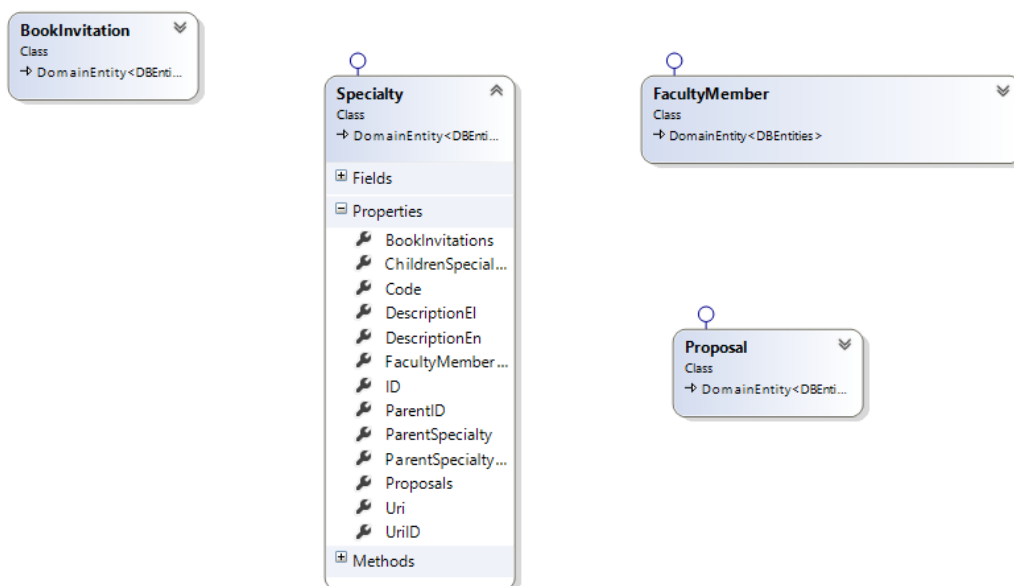 BookInvitation
Class
DomainEntity<DBEnti...
Specialty
Class
DomainEntity<DBEnti...
Fields
Properties
BookInvitations
ChildrenSpecial...
Code
DescriptionEl
DescriptionEn
FacultyMember...
ID
ParentID
ParentSpecialty
ParentSpecialty...
Proposals
Uri
UriID
Methods
FacultyMember
Class
DomainEntity<DBEntities>
Proposal
Class
DomainEntity<DBEnti...